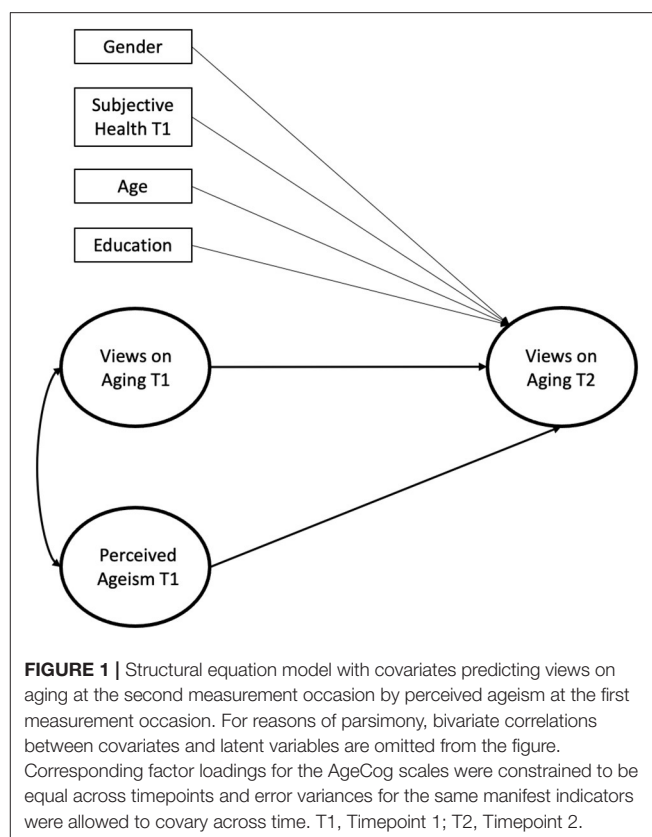 Gender
Subjective
Health T1
Age
Education
Views on
Aging T1
Views on
Aging T2
Perceived
Ageism T1
FIGURE 1 | Structural equation model with covariates predicting views on
aging at the second measurement occasion by perceived ageism at the first
measurement occasion. For reasons of parsimony, bivariate correlations
between covariates and latent variables are omitted from the figure.
Corresponding factor loadings for the AgeCog scales were constrained to be
equal across timepoints and error variances for the same manifest indicators
were allowed to covary across time. T1, Timepoint 1; T2, Timepoint 2.